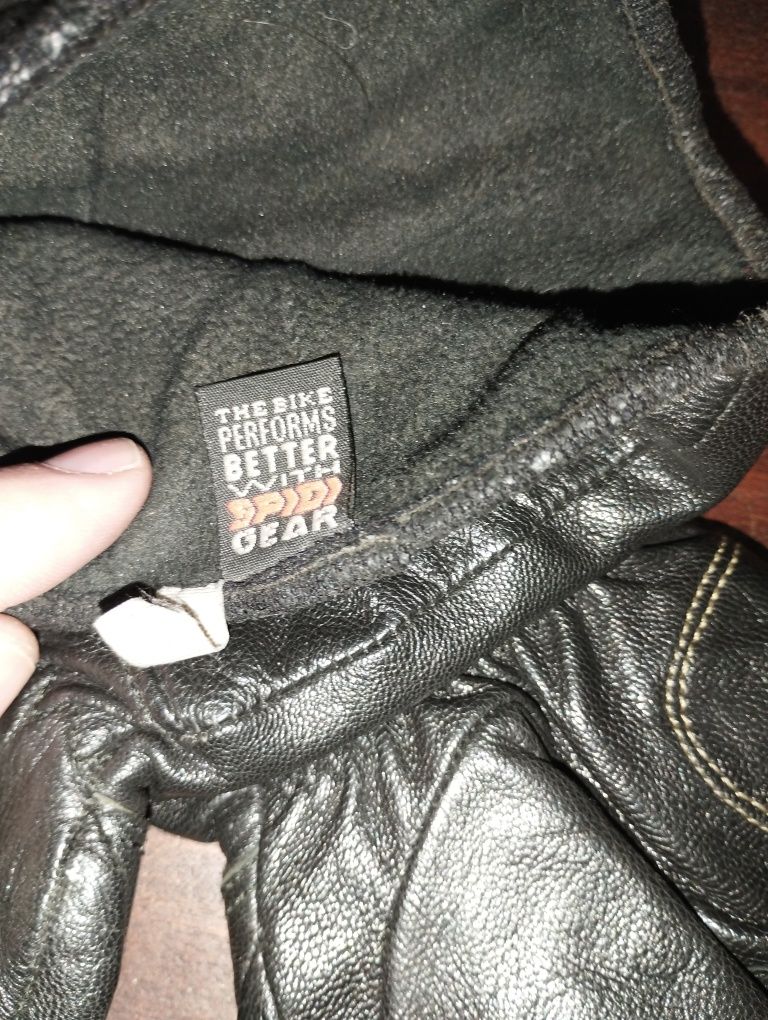 THE BIKE
PERFORMS
BETTER
WITH
SPIDI
GEAR